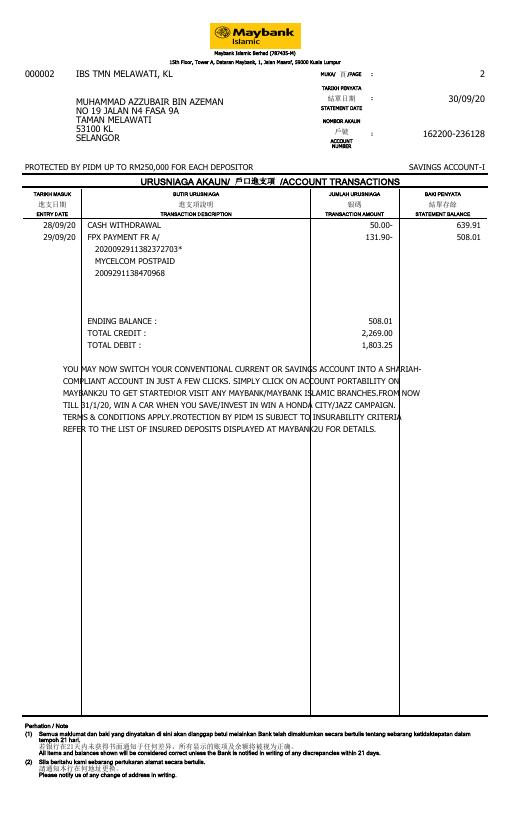 Maybank
Islamic
Maybank Islamic Berhad (787435-M)
15th Floor, Tower A, Dataran Maybank, 1, Jalan Maarof, 59000 Kuala Lumpur
000002 IBS TMN MELAWATI, KL
MUKA/ 頁 /PAGE : 2
TARIKH PENYATA
結單日期 : 30/09/20
STATEMENT DATE
MUHAMMAD AZZUBAIR BIN AZEMAN
NO 19 JALAN N4 FASA 9A
TAMAN MELAWATI
53100 KL
SELANGOR
NOMBOR AKAUN
戶號 : 162200-236128
ACCOUNT
NUMBER
PROTECTED BY PIDM UP TO RM250,000 FOR EACH DEPOSITOR SAVINGS ACCOUNT-I
URUSNIAGA AKAUN/ 戶口進支項 /ACCOUNT TRANSACTIONS
TARIKH MASUK BUTIR URUSNIAGA JUMLAH URUSNIAGA BAKI PENYATA
進支日期 進支項說明 銀碼 結單存餘
ENTRY DATE TRANSACTION DESCRIPTION TRANSACTION AMOUNT STATEMENT BALANCE
28/09/20 CASH WITHDRAWAL 50.00- 639.91
29/09/20 FPX PAYMENT FR A/ 131.90- 508.01
2020092911382372703*
MYCELCOM POSTPAID
2009291138470968
ENDING BALANCE : 508.01
TOTAL CREDIT : 2,269.00
TOTAL DEBIT : 1,803.25
YOU MAY NOW SWITCH YOUR CONVENTIONAL CURRENT OR SAVINGS ACCOUNT INTO A SHARIAH-
COMPLIANT ACCOUNT IN JUST A FEW CLICKS. SIMPLY CLICK ON ACCOUNT PORTABILITY ON
MAYBANK2U TO GET STARTED!OR VISIT ANY MAYBANK/MAYBANK ISLAMIC BRANCHES.FROM NOW
TILL 31/1/20, WIN A CAR WHEN YOU SAVE/INVEST IN WIN A HONDA CITY/JAZZ CAMPAIGN.
TERMS & CONDITIONS APPLY.PROTECTION BY PIDM IS SUBJECT TO INSURABILITY CRITERIA
REFER TO THE LIST OF INSURED DEPOSITS DISPLAYED AT MAYBANK2U FOR DETAILS.
Perhation / Note
(1) Semua maklumat dan baki yang dinyatakan di sini akan dianggap betul melainkan Bank telah dimaklumkan secara bertulis tentang sebarang ketidaktepatan dalam
tempoh 21 hari.
若银行在21天内未获得书面通知于任何差异，所有显示的账项及金额将被视为正确。
All items and balances shown will be considered correct unless the Bank is notified in writing of any discrepancies within 21 days.
(2) Sila beritahu kami sebarang pertukaran alamat secara bertulis.
請通知本行在何地址更換。
Please notify us of any change of address in writing.